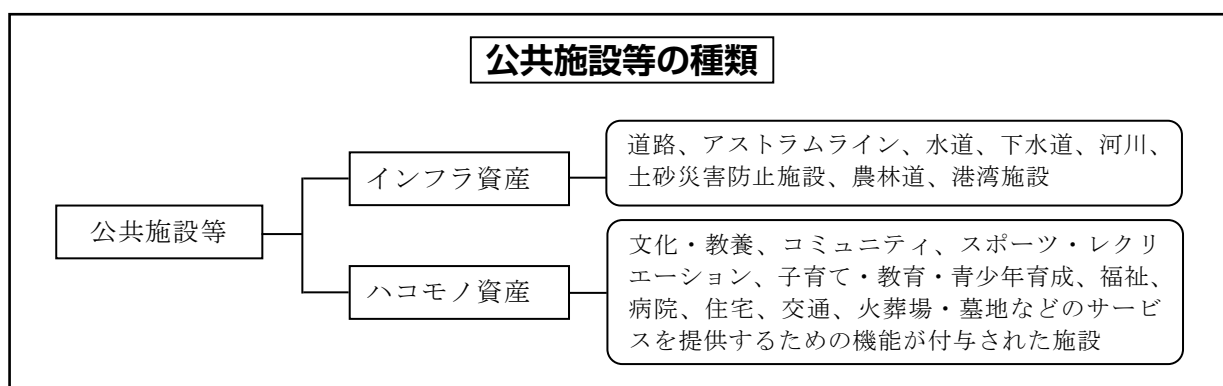 公共施設等の種類
公共施設等
インフラ資産
道路、アストラムライン、水道、下水道、河川、
土砂災害防止施設、農林道、港湾施設
ハコモノ資産
文化・教養、コミュニティ、スポーツ・レクリ
エーション、子育て・教育・青少年育成、福祉、
病院、住宅、交通、火葬場・墓地などのサービ
スを提供するための機能が付与された施設